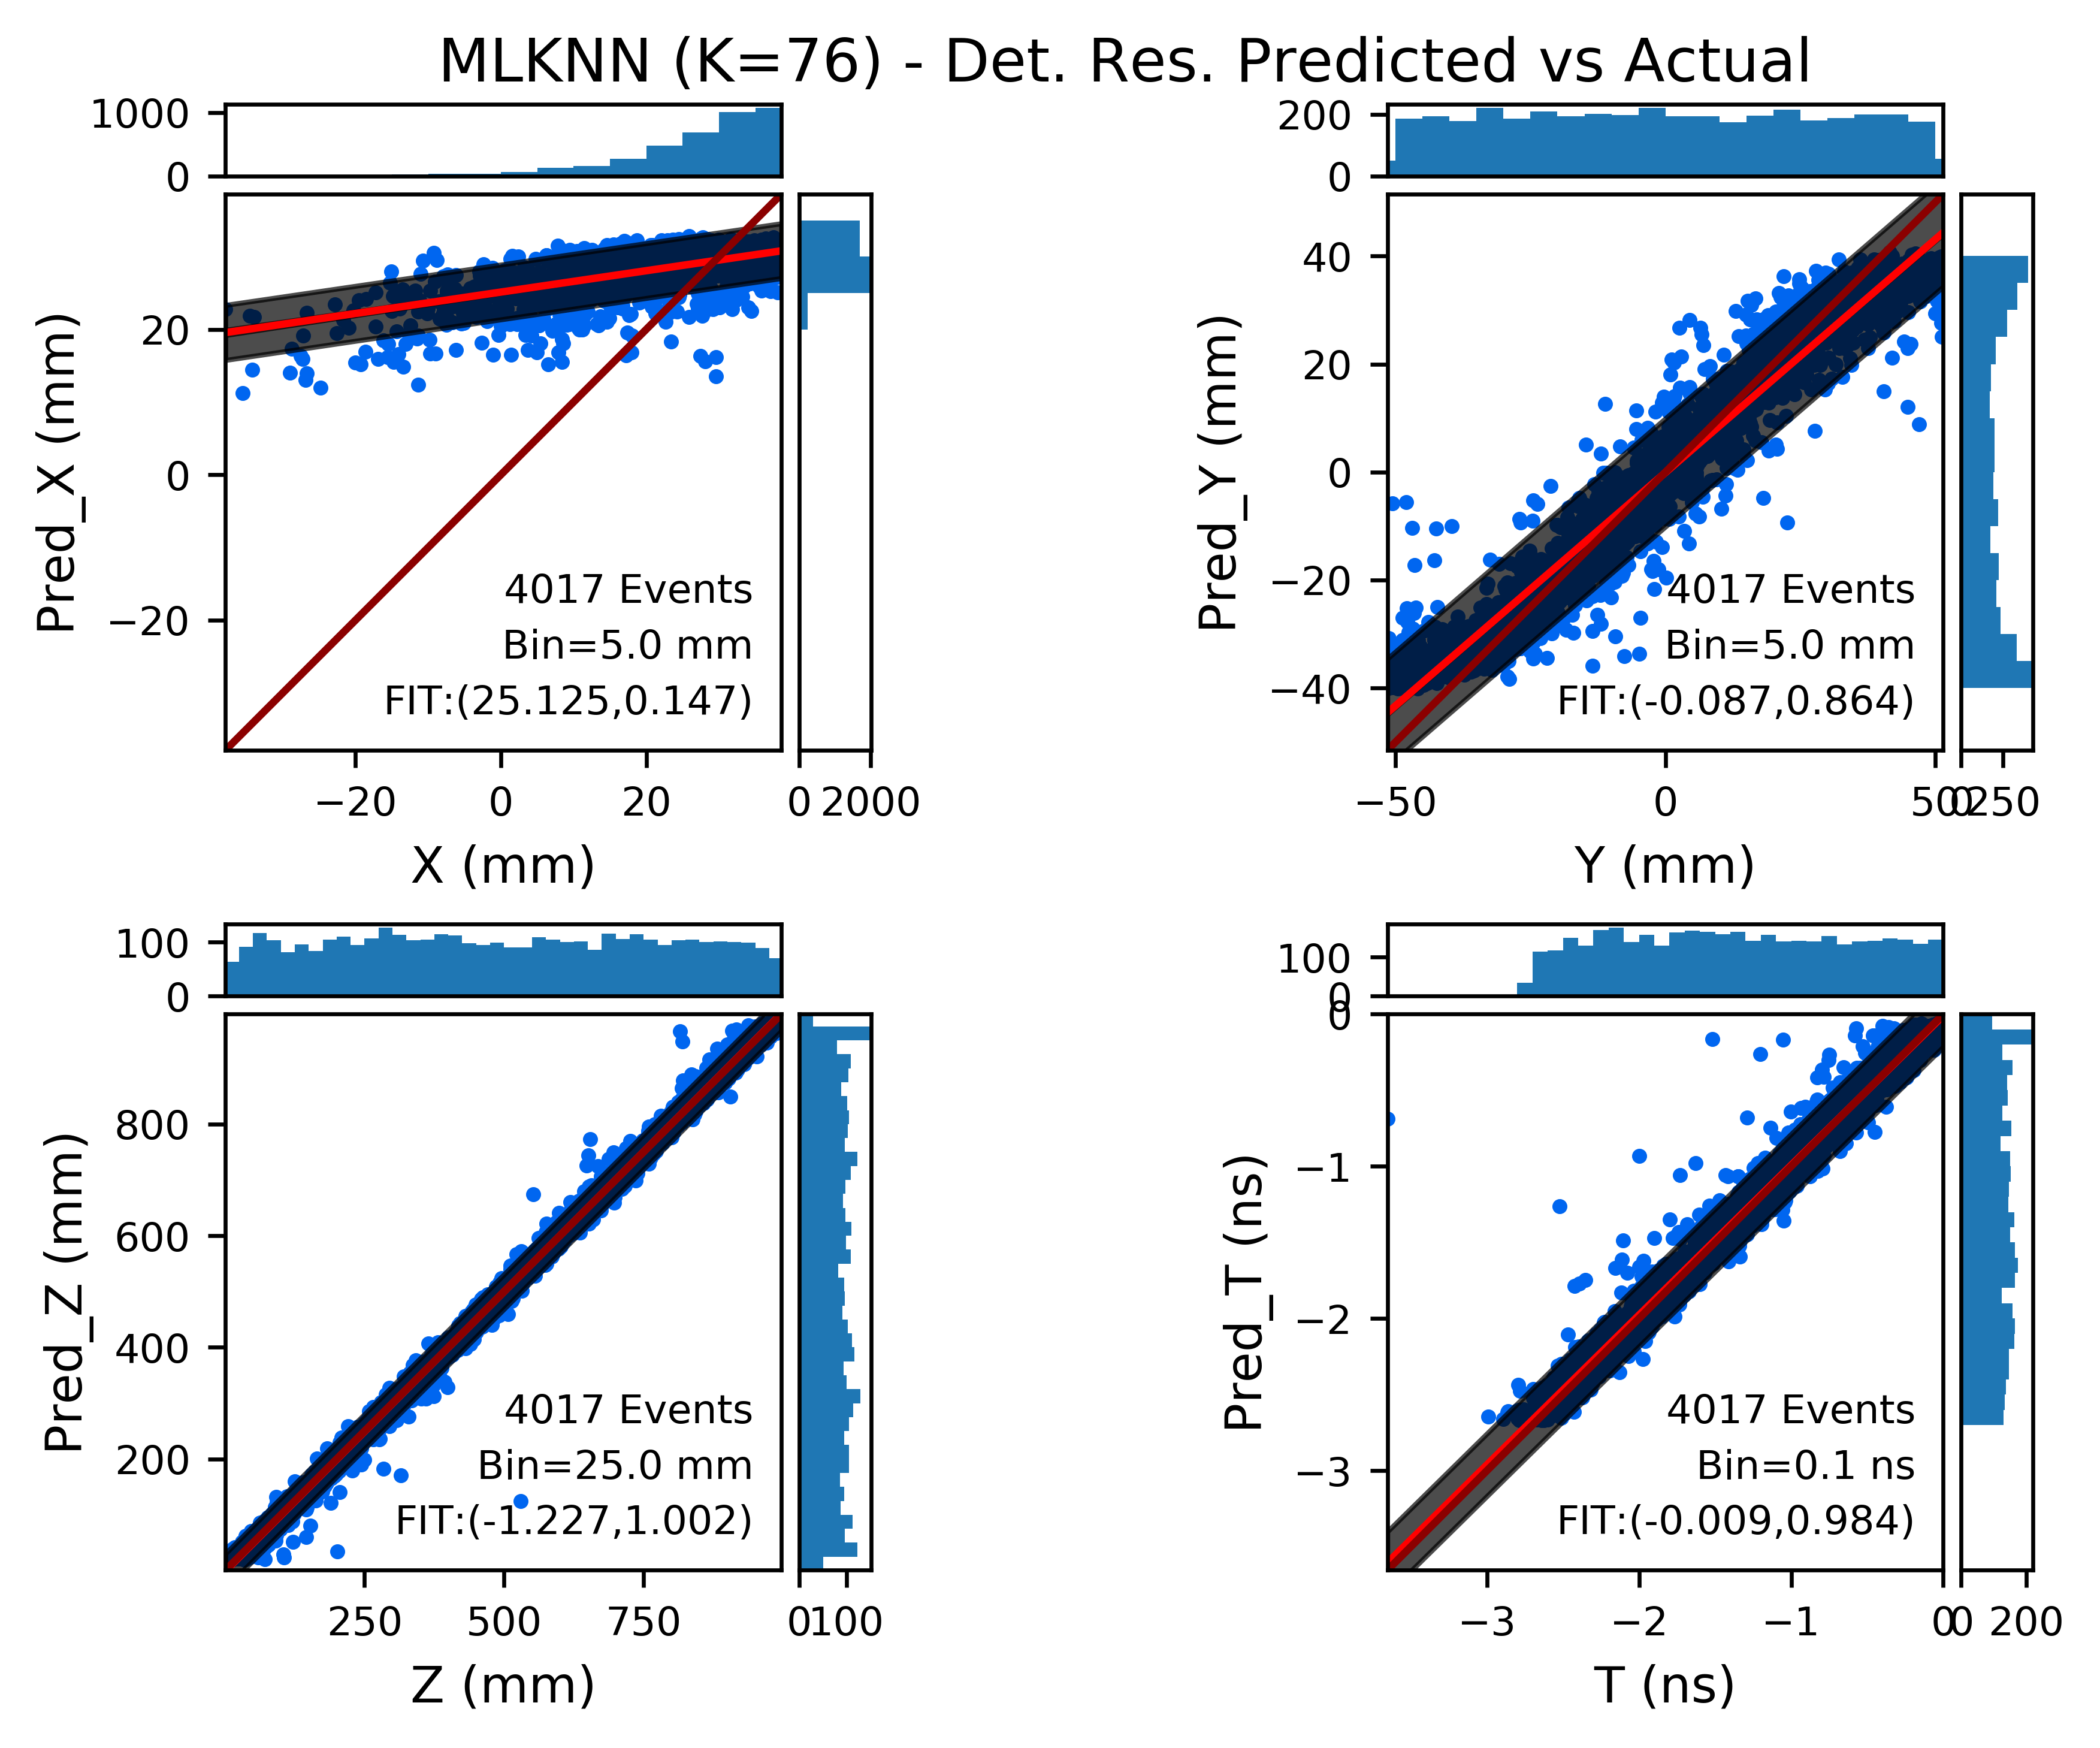 MLKNN (K=76) - Det. Res. Predicted vs Actual
1000
0
Pred_X (mm)
20
0
−20
4017 Events
Bin=5.0 mm
FIT:(25.125,0.147)
−20
0
20
0
2000
X (mm)
200
0
Pred_Y (mm)
40
20
0
−20
−40
4017 Events
Bin=5.0 mm
FIT:(-0.087,0.864)
−50
0
50
0
250
Y (mm)
100
0
Pred_Z (mm)
800
600
400
200
4017 Events
Bin=25.0 mm
FIT:(-1.227,1.002)
250
500
750
0
100
Z (mm)
100
0
Pred_T (ns)
0
−1
−2
−3
4017 Events
Bin=0.1 ns
FIT:(-0.009,0.984)
−3
−2
−1
0
0
200
T (ns)